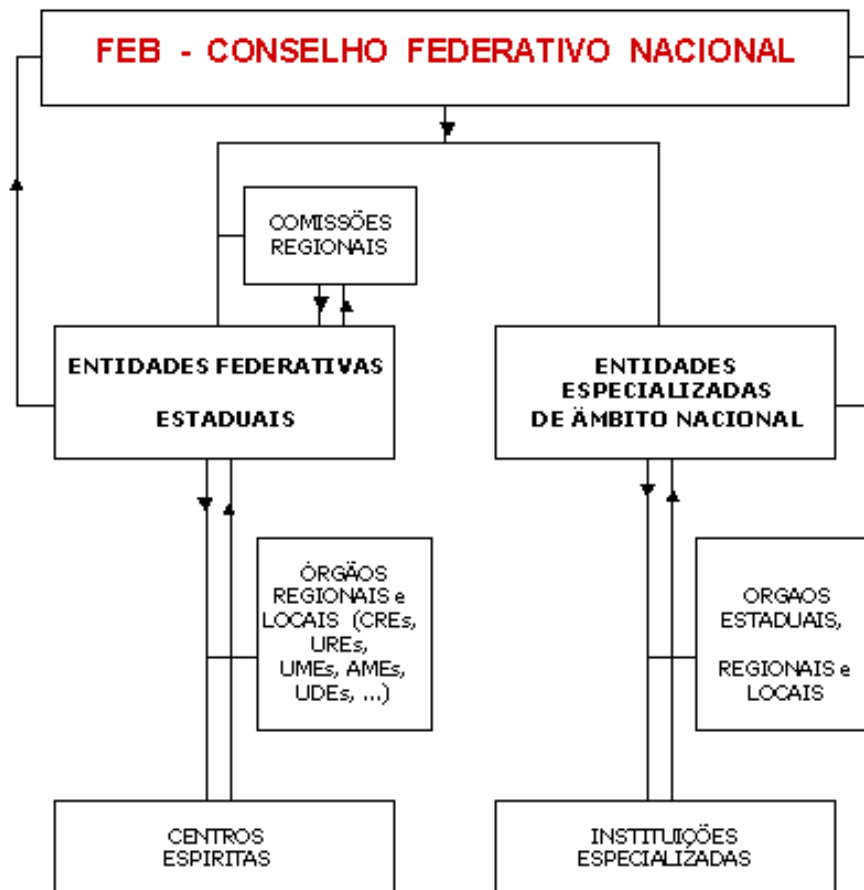 FEB - CONSELHO FEDERATIVO NACIONAL
COMISSÕES
REGIONAIS
ENTIDADES FEDERATIVAS
ESTADUAIS
ENTIDADES
ESPECIALIZADAS
DE ÂMBITO NACIONAL
ÓRGÃOS
REGIONAIS e
LOCAIS (CREs,
UREs,
UMEs, AMEs,
UDEs, ...)
ORGAOS
ESTADUAIS,
REGIONAIS e
LOCAIS
CENTROS
ESPIRITAS
INSTITUIÇÕES
ESPECIALIZADAS